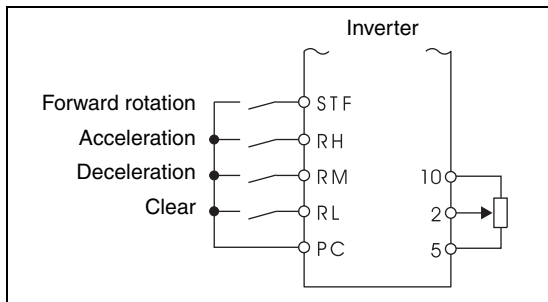 Inverter
Forward rotation STF
Acceleration RH
Deceleration RM 10
Clear RL 2
PC 5